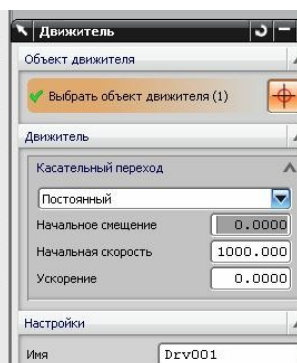 Движитель
Объект движителя
Выбрать объект движителя (1)
Движитель
Касательный переход
Постоянный
Начальное смещение 0.0000
Начальная скорость 1000.000
Ускорение 0.0000
Настройки
Имя Drv001